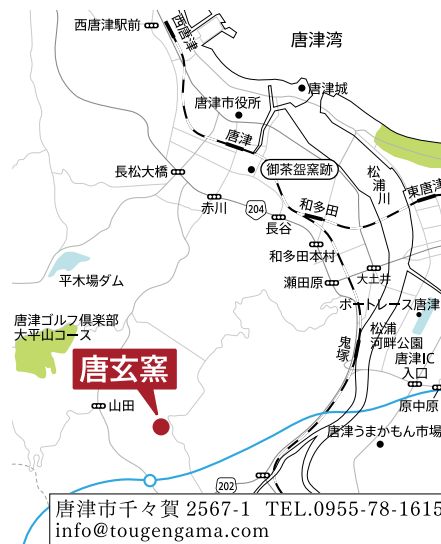 西唐津駅前
西唐津
唐津湾
唐津城
唐津市役所
唐津
御茶盌窯跡
松浦川
東唐津
長松大橋
赤川
204
長谷
和多田
和多田本村
瀬田原
大土井
平木場ダム
ボートレース唐津
唐津ゴルフ倶楽部
大平山コース
鬼塚
松浦
河畔公園
唐津IC
入口
唐玄窯
山田
原中原
唐津うまかもん市場
202
唐津市千々賀 2567-1 TEL.0955-78-1615
info@tougengama.com